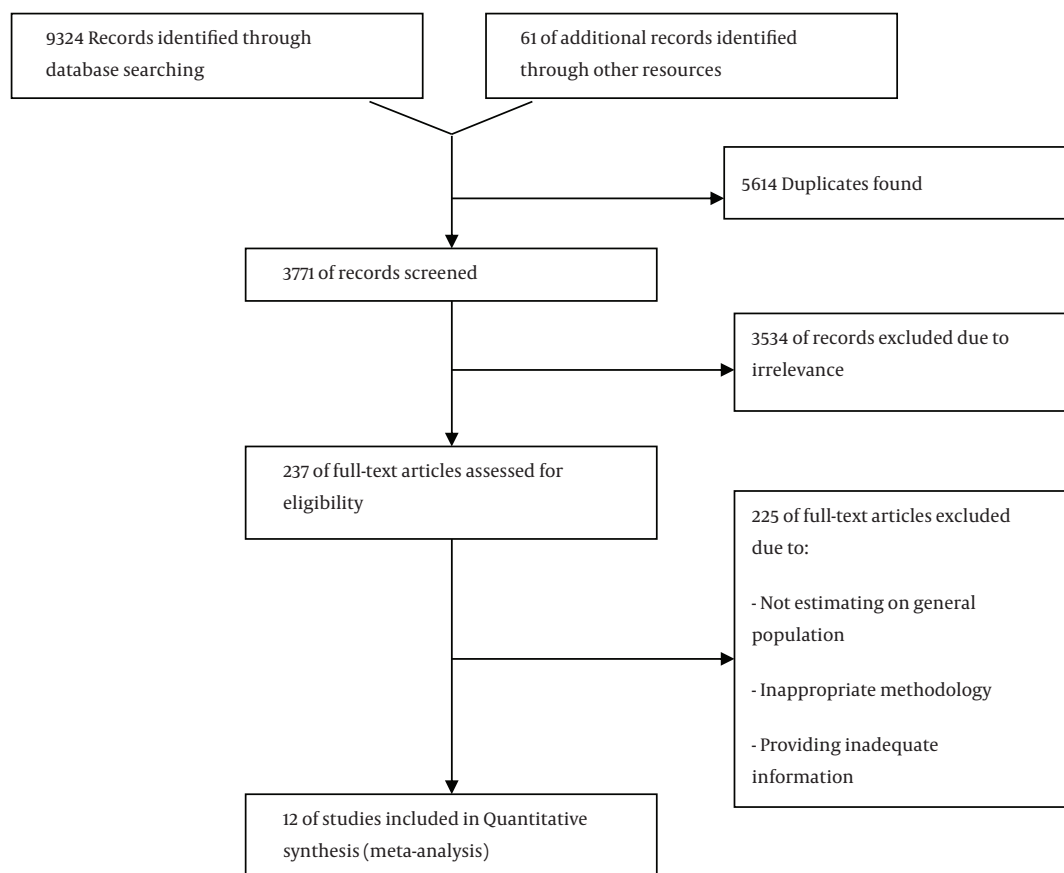 9324 Records identified through
database searching
61 of additional records identified
through other resources
5614 Duplicates found
3771 of records screened
3534 of records excluded due to
irrelevance
237 of full-text articles assessed for
eligibility
225 of full-text articles excluded
due to:
- Not estimating on general
population
- Inappropriate methodology
- Providing inadequate
information
12 of studies included in Quantitative
synthesis (meta-analysis)